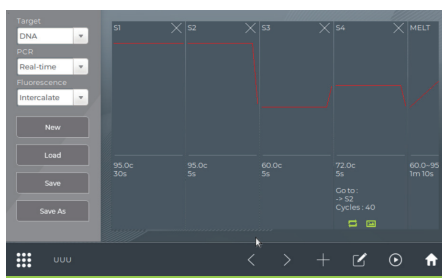 Target
DNA
PCR
Real-time
Fluorescence
Intercalate
New
Load
Save
Save As
S1
S2
S3
S4
MELT
95.0c
30s
95.0c
5s
60.0c
5s
72.0c
5s
Go to :
-> S2
Cycles : 40
60.0~95
1m 10s
UUU